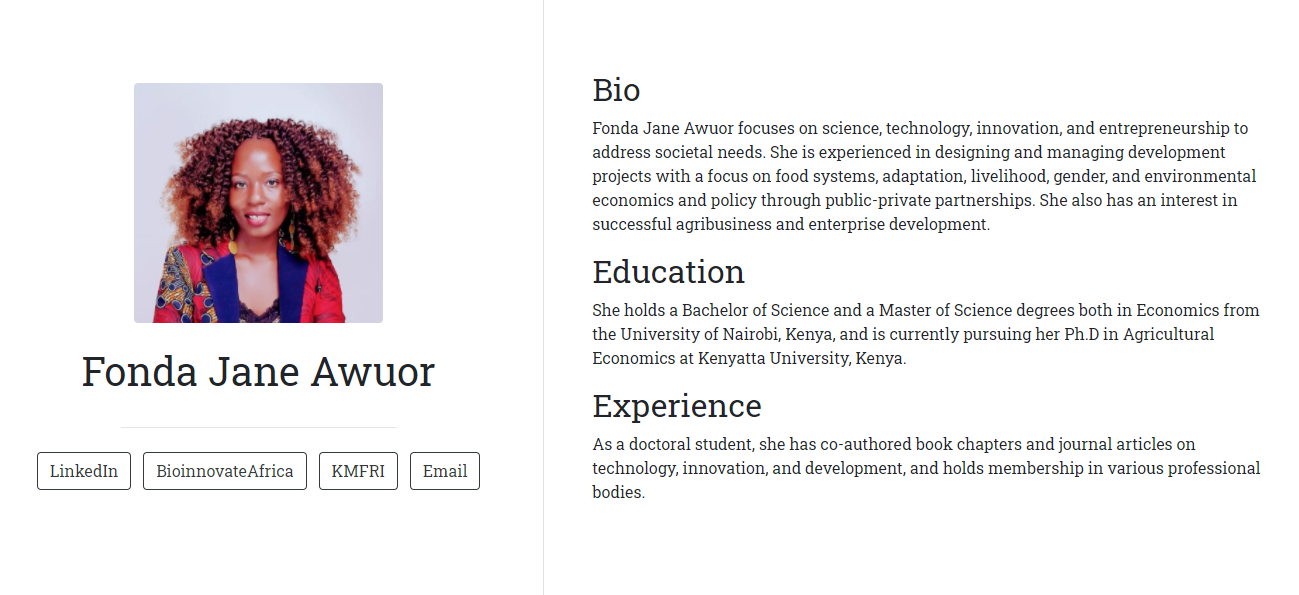 Fonda Jane Awuor
LinkedIn
BioinnovateAfrica
KMFRI
Email
Bio
Fonda Jane Awuor focuses on science, technology, innovation, and entrepreneurship to
address societal needs. She is experienced in designing and managing development
projects with a focus on food systems, adaptation, livelihood, gender, and environmental
economics and policy through public-private partnerships. She also has an interest in
successful agribusiness and enterprise development.
Education
She holds a Bachelor of Science and a Master of Science degrees both in Economics from
the University of Nairobi, Kenya, and is currently pursuing her Ph.D in Agricultural
Economics at Kenyatta University, Kenya.
Experience
As a doctoral student, she has co-authored book chapters and journal articles on
technology, innovation, and development, and holds membership in various professional
bodies.